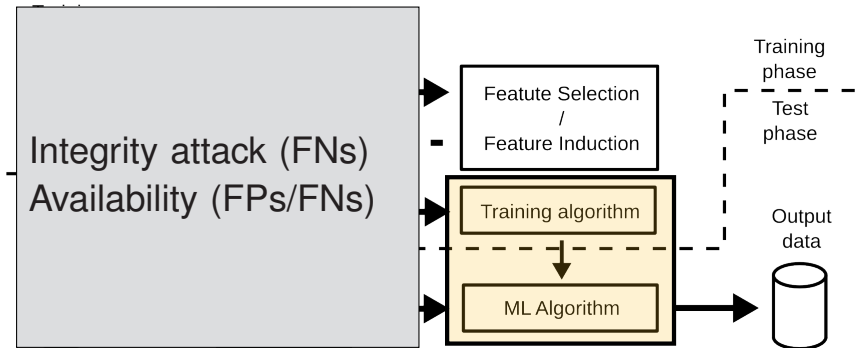 Integrity attack (FNs)
Availability (FPs/FNs)
Featute Selection
/
Feature Induction
Training algorithm
ML Algorithm
Training
phase
Test
phase
Output
data